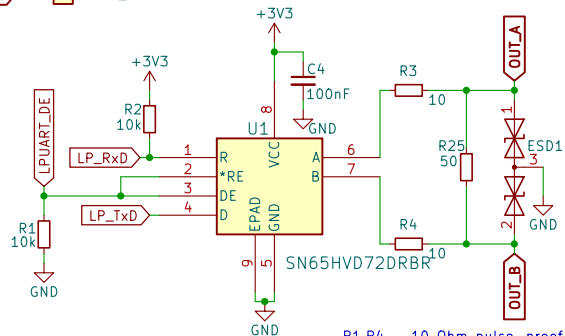 +3V3
+3V3
OUT_A
C4
100nF
GND
R3
10
R2
10k
LPUART_DE
U1
8
VCC
1
LP_RxD
1
R
A
6
R25
50
ESD1
3
2
*RE
B
7
3
DE
LP_TxD
4
D
EPAD
GND
R1
10k
GND
2
GND
R4
10
9
5
SN65HVD72DRBR
OUT_B
GND